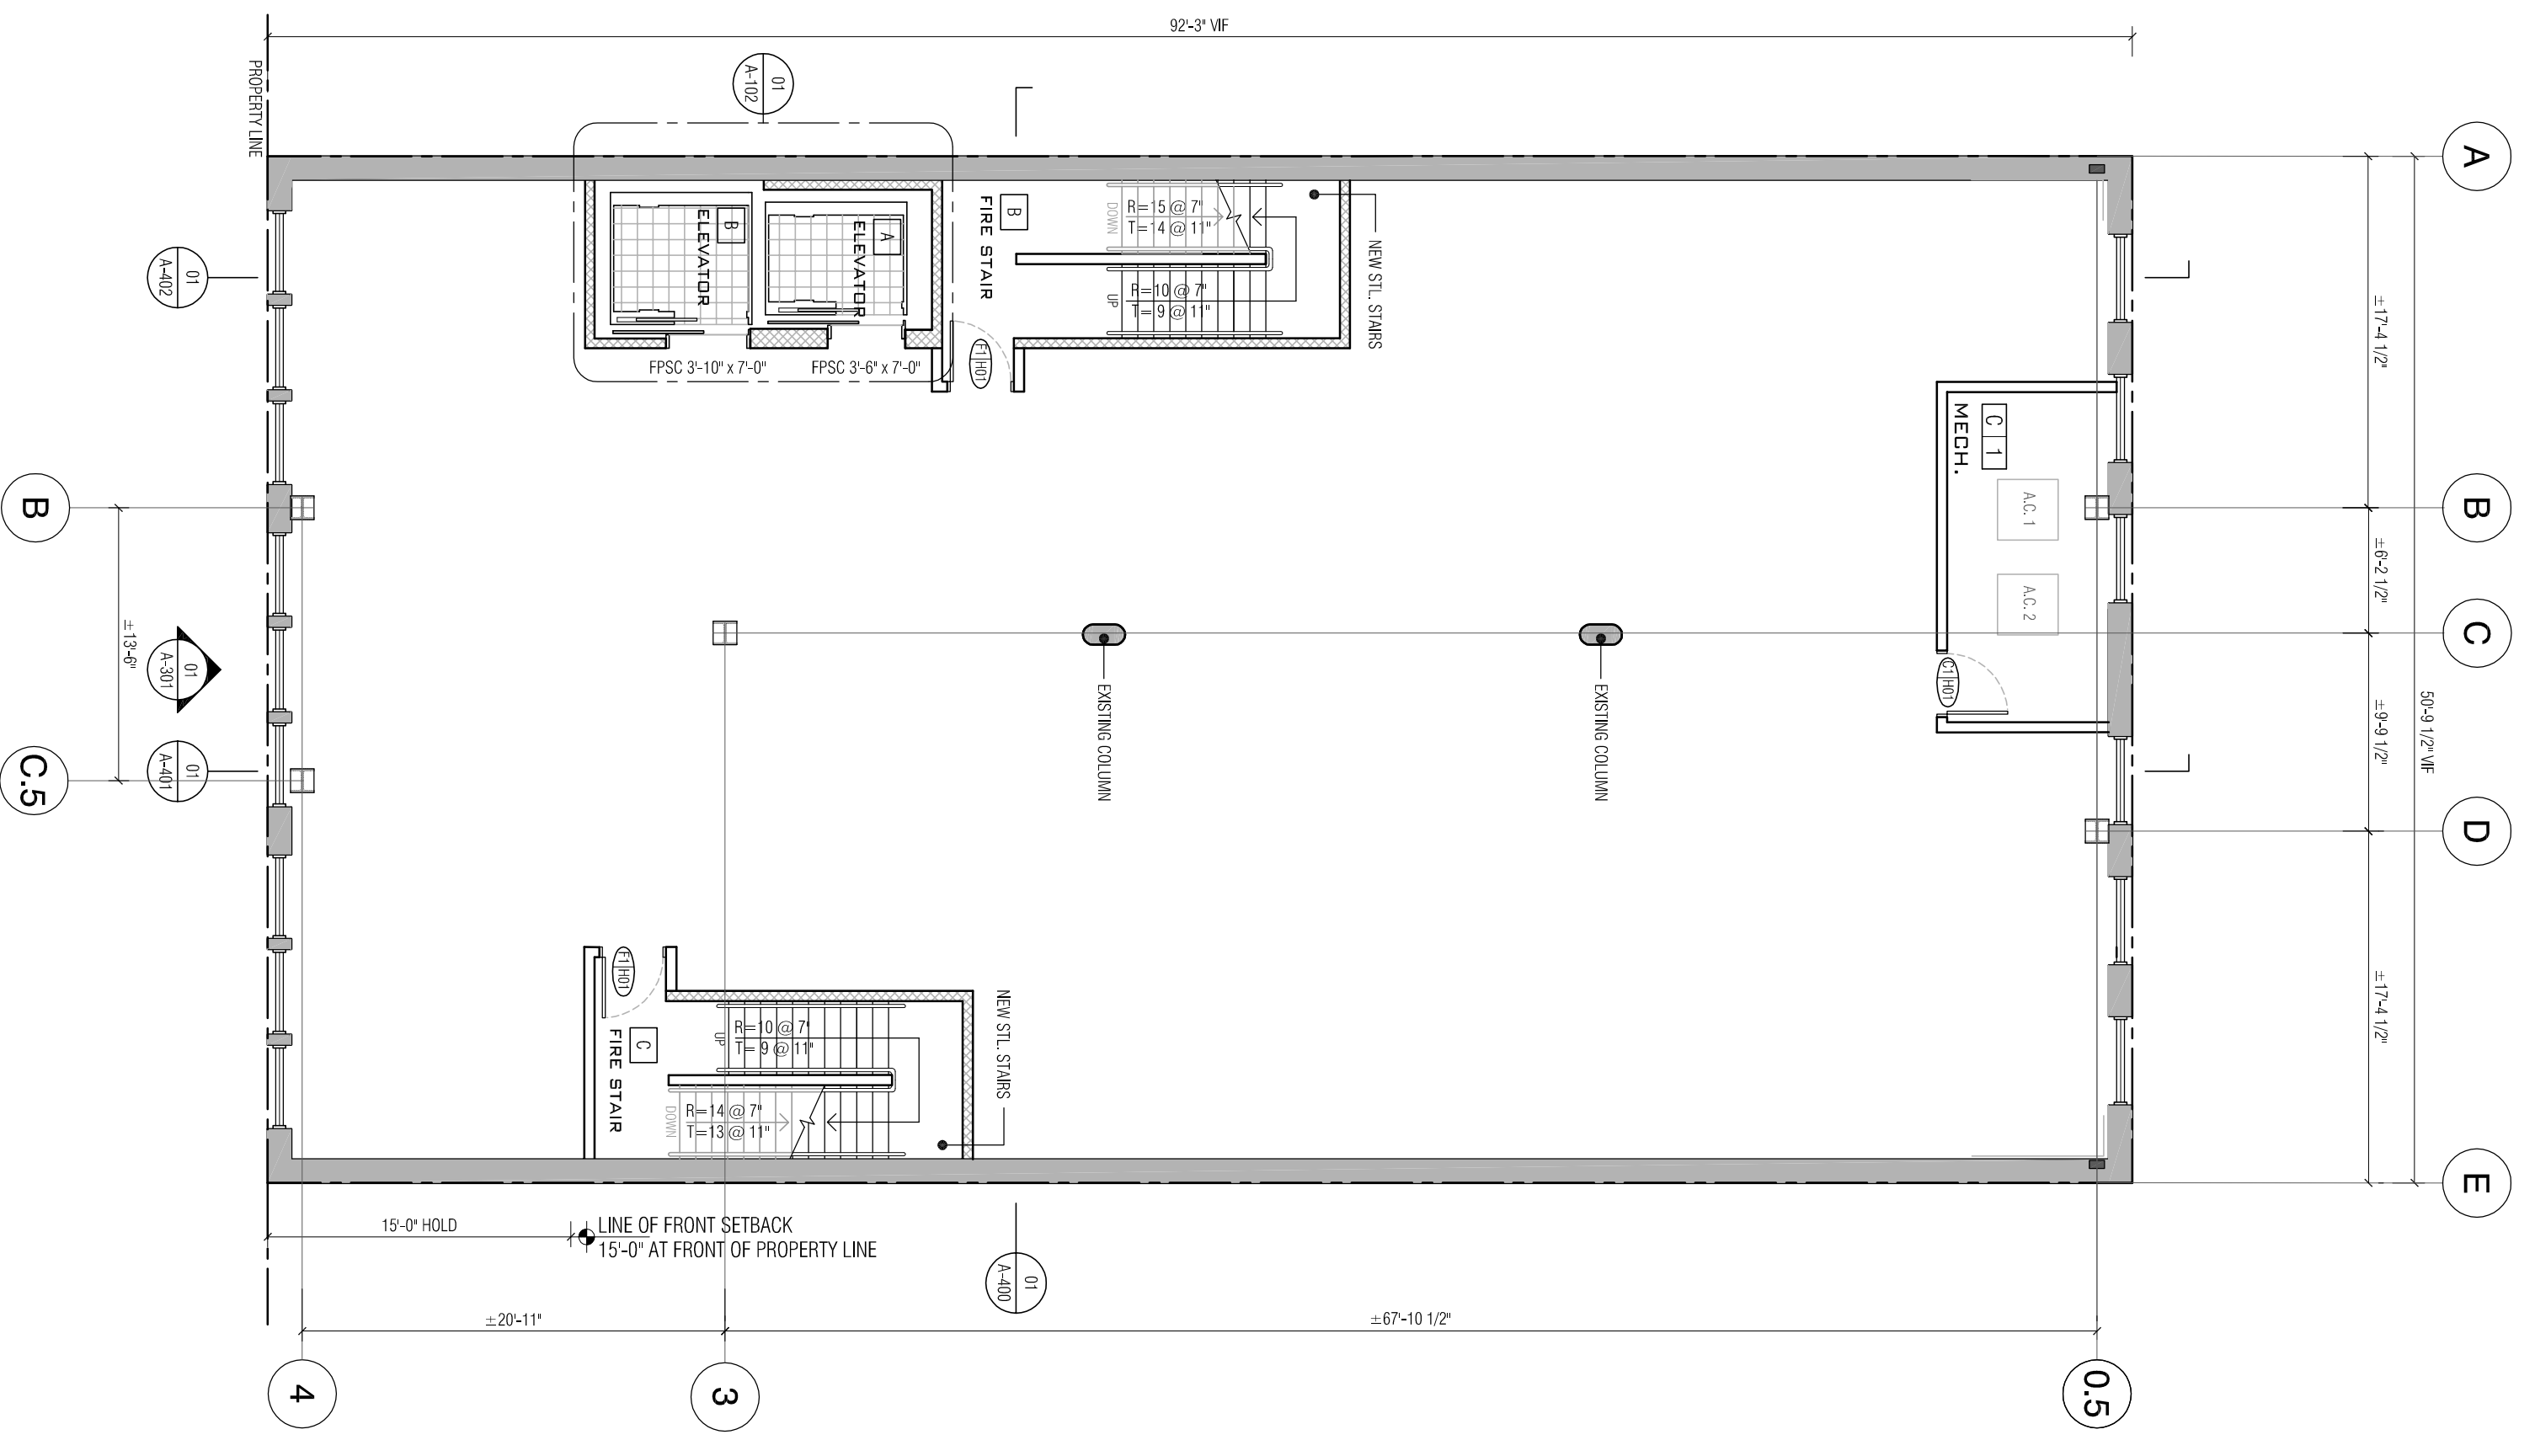 92'-3" VIF
PROPERTY LINE
01
A-102
A
B
ELEVATOR
A
ELEVATOR
FPSC 3'-10" x 7'-0"
FPSC 3'-6" x 7'-0"
B
FIRE STAIR
F1 H01
DOWN
R=15 @ 7"
T=14 @ 11"
UP
R=10 @ 7"
T= 9 @ 11"
NEW STL. STAIRS
±17'-4 1/2"
01
A-402
C 1
MECH.
A.C. 1
A.C. 2
C1 H01
B
B
±6'-2 1/2"
C
±13'-6"
01
A-301
EXISTING COLUMN
EXISTING COLUMN
±9'-9 1/2"
50'-9 1/2" VIF
C.5
01
A-401
D
F1 H01
C
FIRE STAIR
UP
R=10 @ 7"
T= 9 @ 11"
DOWN
R=14 @ 7"
T=13 @ 11"
NEW STL. STAIRS
±17'-4 1/2"
E
15'-0" HOLD
LINE OF FRONT SETBACK
15'-0" AT FRONT OF PROPERTY LINE
01
A-400
±20'-11"
±67'-10 1/2"
4
3
0.5